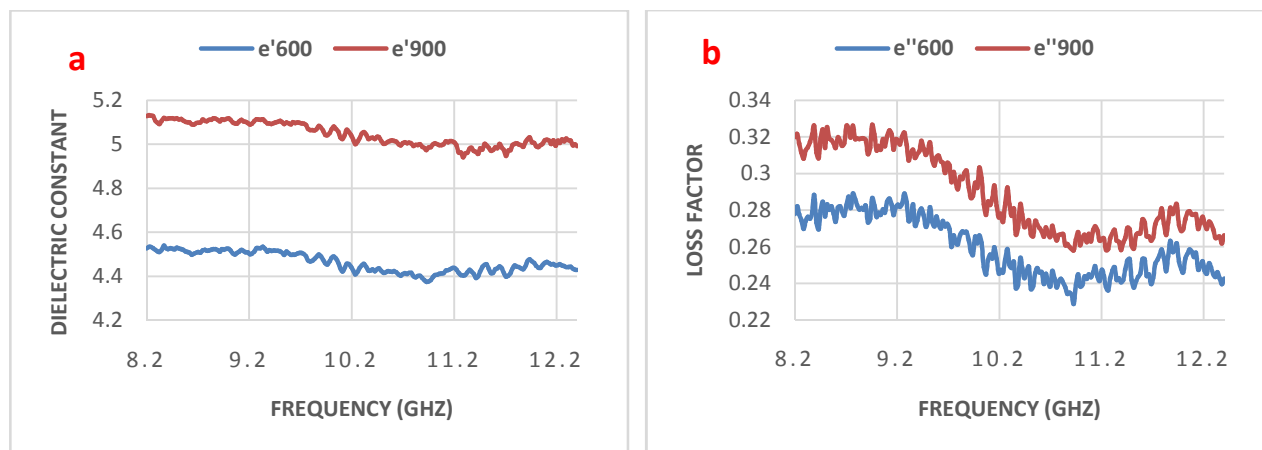 a
e'600 e'900
DIELECTRIC CONSTANT
5.2
5
4.8
4.6
4.4
4.2
8.2 9.2 10.2 11.2 12.2
FREQUENCY (GHZ)
b
e''600 e''900
LOSS FACTOR
0.34
0.32
0.3
0.28
0.26
0.24
0.22
8.2 9.2 10.2 11.2 12.2
FREQUENCY (GHZ)